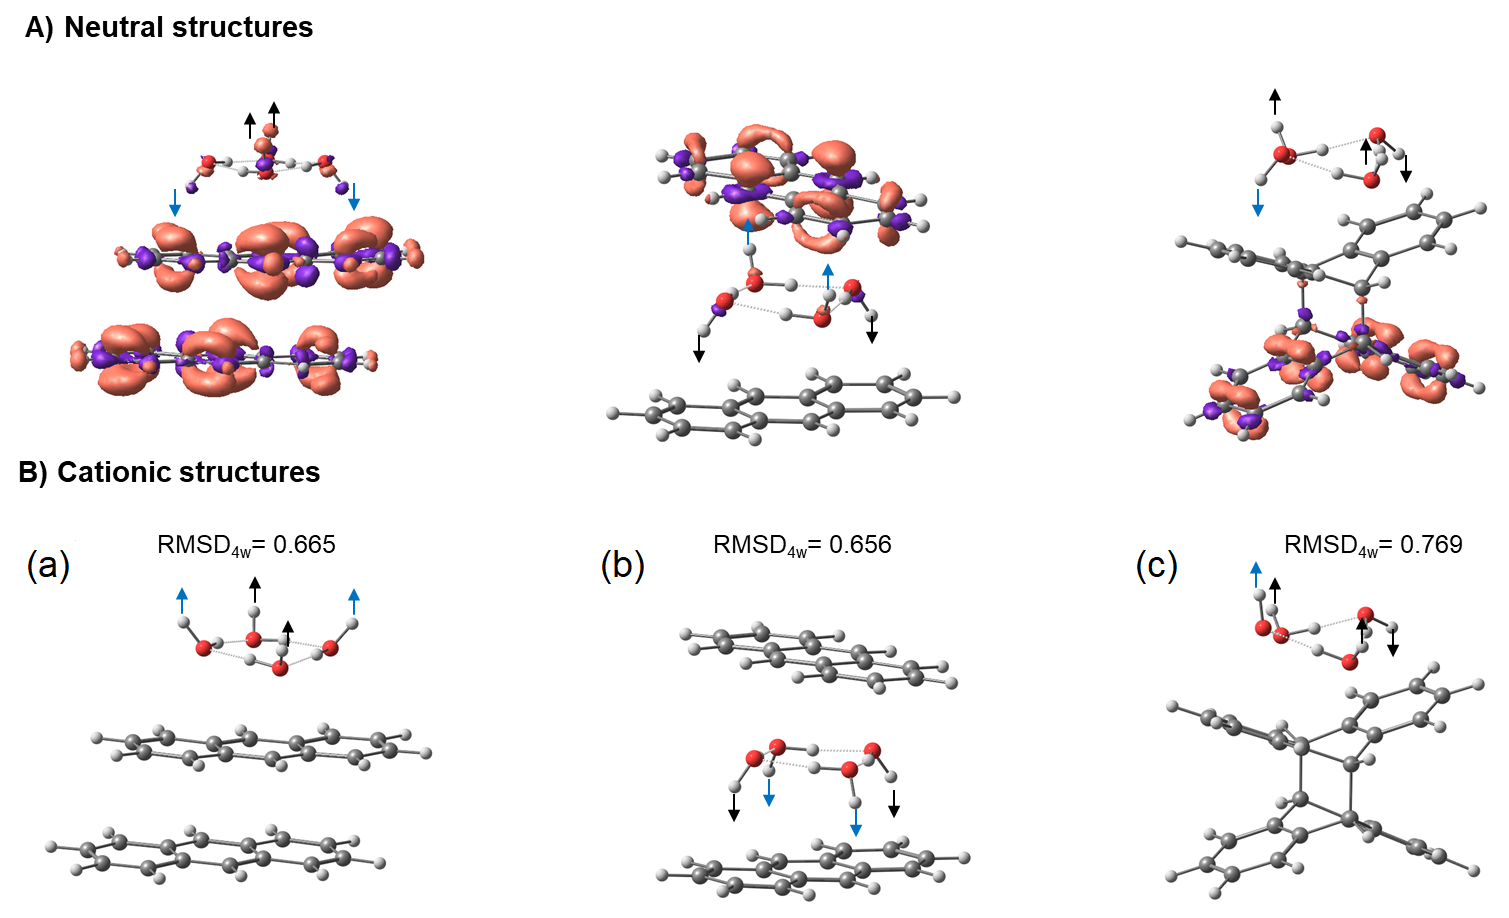 A) Neutral structures
B) Cationic structures
(a) RMSD4w= 0.665
(b) RMSD4w= 0.656
(c) RMSD4w= 0.769